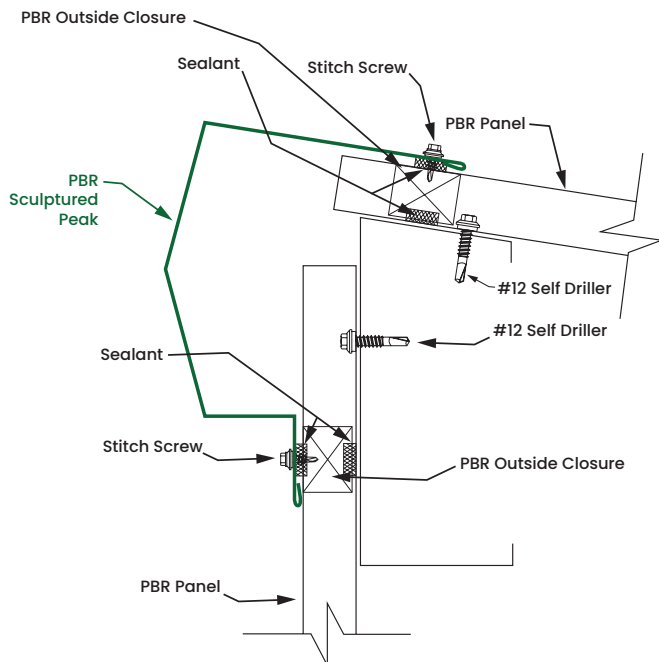 PBR Outside Closure
Sealant
Stitch Screw
PBR Panel
PBR
Sculptured
Peak
#12 Self Driller
#12 Self Driller
Sealant
Stitch Screw
PBR Outside Closure
PBR Panel